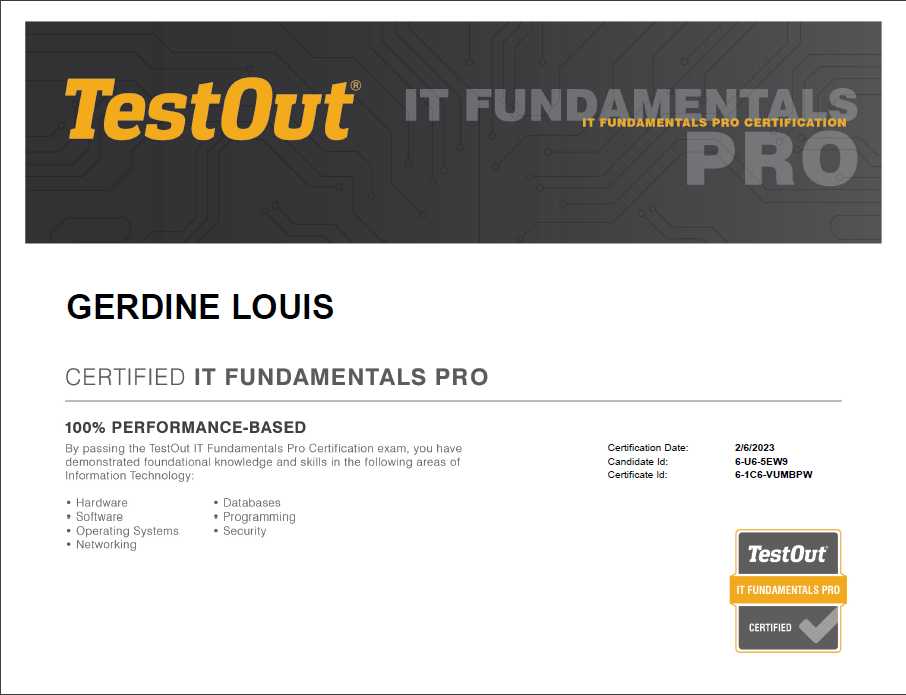 TestOut®
IT FUNDAMENTALS
IT FUNDAMENTALS PRO CERTIFICATION
PRO
GERDINE LOUIS
CERTIFIED IT FUNDAMENTALS PRO
100% PERFORMANCE-BASED
By passing the TestOut IT Fundamentals Pro Certification exam, you have
demonstrated foundational knowledge and skills in the following areas of
Information Technology:
• Hardware
• Software
• Operating Systems
• Networking
• Databases
• Programming
• Security
Certification Date: 2/6/2023
Candidate Id: 6-U6-5EW9
Certificate Id: 6-1C6-VUMBPW
TestOut®
IT FUNDAMENTALS PRO
CERTIFIED